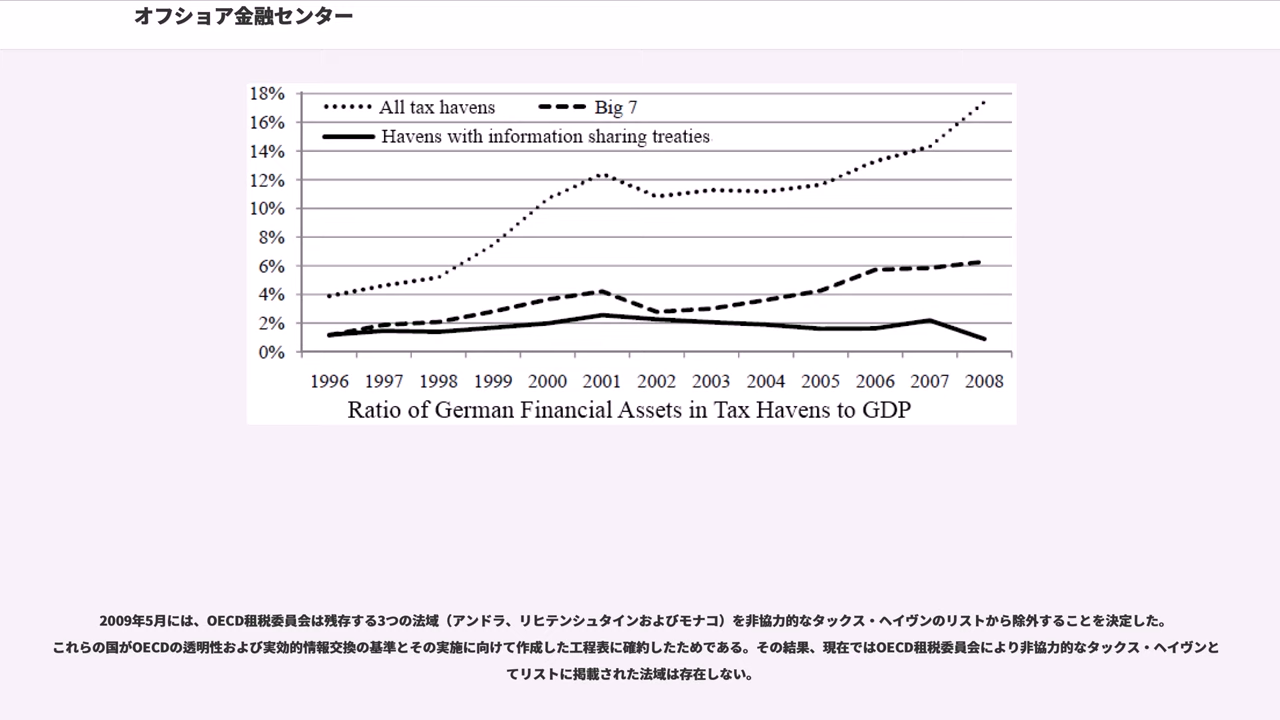 オフショア金融センター
18%
All tax havens
Big 7
16%
Havens with information sharing treaties
14%
12%
10%
8%
6%
4%
2%
0%
1996 1997 1998 1999 2000 2001 2002 2003 2004 2005 2006 2007 2008
Ratio of German Financial Assets in Tax Havens to GDP
2009年5月には、OECD租税委員会は残存する3つの法域（アンドラ、リヒテンシュタインおよびモナコ）を非協力的なタックス・ヘイヴンのリストから除外することを決定した。
これらの国がOECDの透明性および実効的情報交換の基準とその実施に向けて作成した工程表に確約したためである。その結果、現在ではOECD租税委員会により非協力的なタックス・ヘイヴンと
てリストに掲載された法域は存在しない。